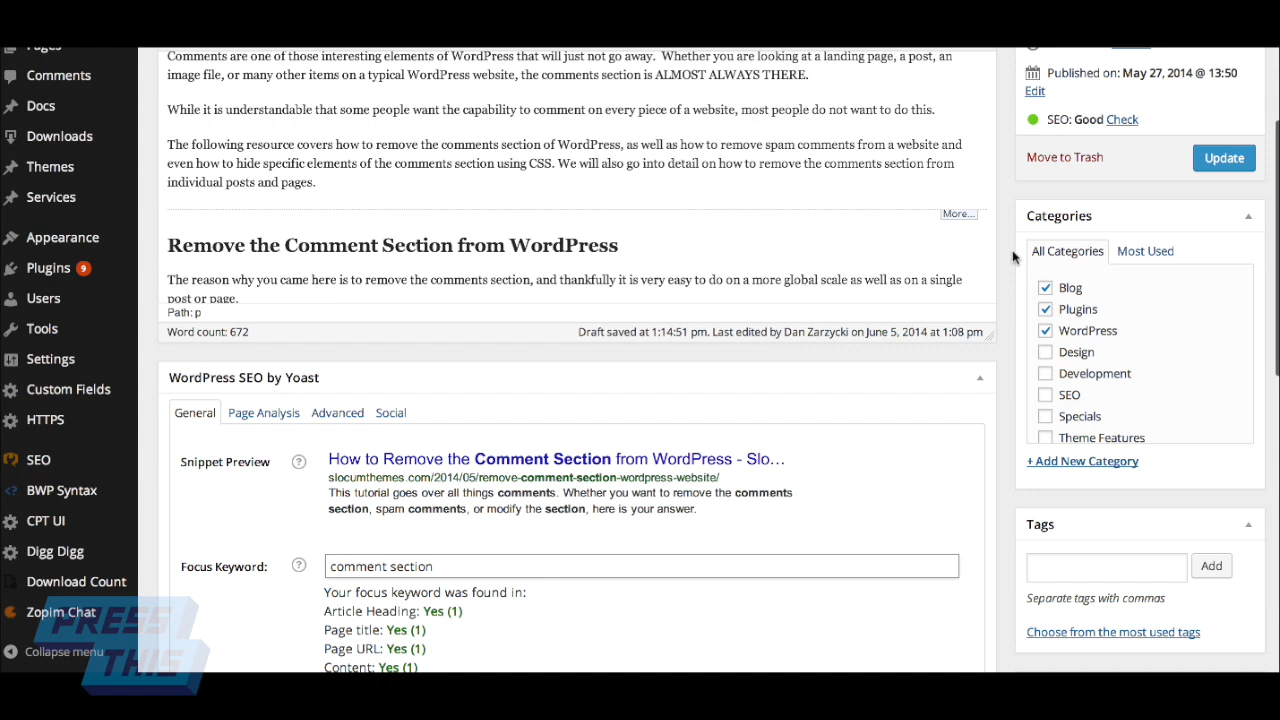 Pages
Comments
Docs
Downloads
Themes
Services
Appearance
Plugins 9
Users
Tools
Settings
Custom Fields
HTTPS
SEO
BWP Syntax
CPT UI
Digg Digg
Download Count
Zopim Chat
Collapse menu
PRESS
THIS
Comments are one of those interesting elements of WordPress that will just not go away. Whether you are looking at a landing page, a post, an
image file, or many other items on a typical WordPress website, the comments section is ALMOST ALWAYS THERE.
While it is understandable that some people want the capability to comment on every piece of a website, most people do not want to do this.
The following resource covers how to remove the comments section of WordPress, as well as how to remove spam comments from a website and
even how to hide specific elements of the comments section using CSS. We will also go into detail on how to remove the comments section from
individual posts and pages.
More...
Remove the Comment Section from WordPress
The reason why you came here is to remove the comments section, and thankfully it is very easy to do on a more global scale as well as on a single
post or page.
Path: p
Word count: 672
Draft saved at 1:14:51 pm. Last edited by Dan Zarzycki on June 5, 2014 at 1:08 pm
WordPress SEO by Yoast
General Page Analysis Advanced Social
Snippet Preview ?
How to Remove the Comment Section from WordPress - Slo...
slocumthemes.com/2014/05/remove-comment-section-wordpress-website/
This tutorial goes over all things comments. Whether you want to remove the comments
section, spam comments, or modify the section, here is your answer.
Focus Keyword: ? comment section
Your focus keyword was found in:
Article Heading: Yes (1)
Page title: Yes (1)
Page URL: Yes (1)
Content: Yes (1)
Published on: May 27, 2014 @ 13:50
Edit
SEO: Good Check
Move to Trash Update
Categories
All Categories Most Used
Blog
Plugins
WordPress
Design
Development
SEO
Specials
Theme Features
+ Add New Category
Tags
Add
Separate tags with commas
Choose from the most used tags